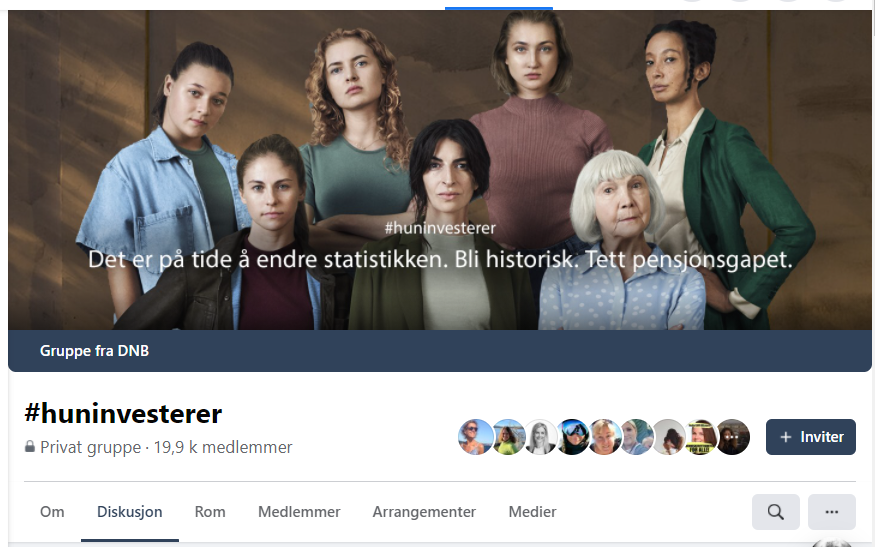 #huninvesterer
Det er på tide å endre statistikken. Bli historisk. Tett pensjonsgapet.
Gruppe fra DNB
#huninvesterer
Privat gruppe · 19,9 k medlemmer
+ Inviter
Om Diskusjon Rom Medlemmer Arrangementer Medier